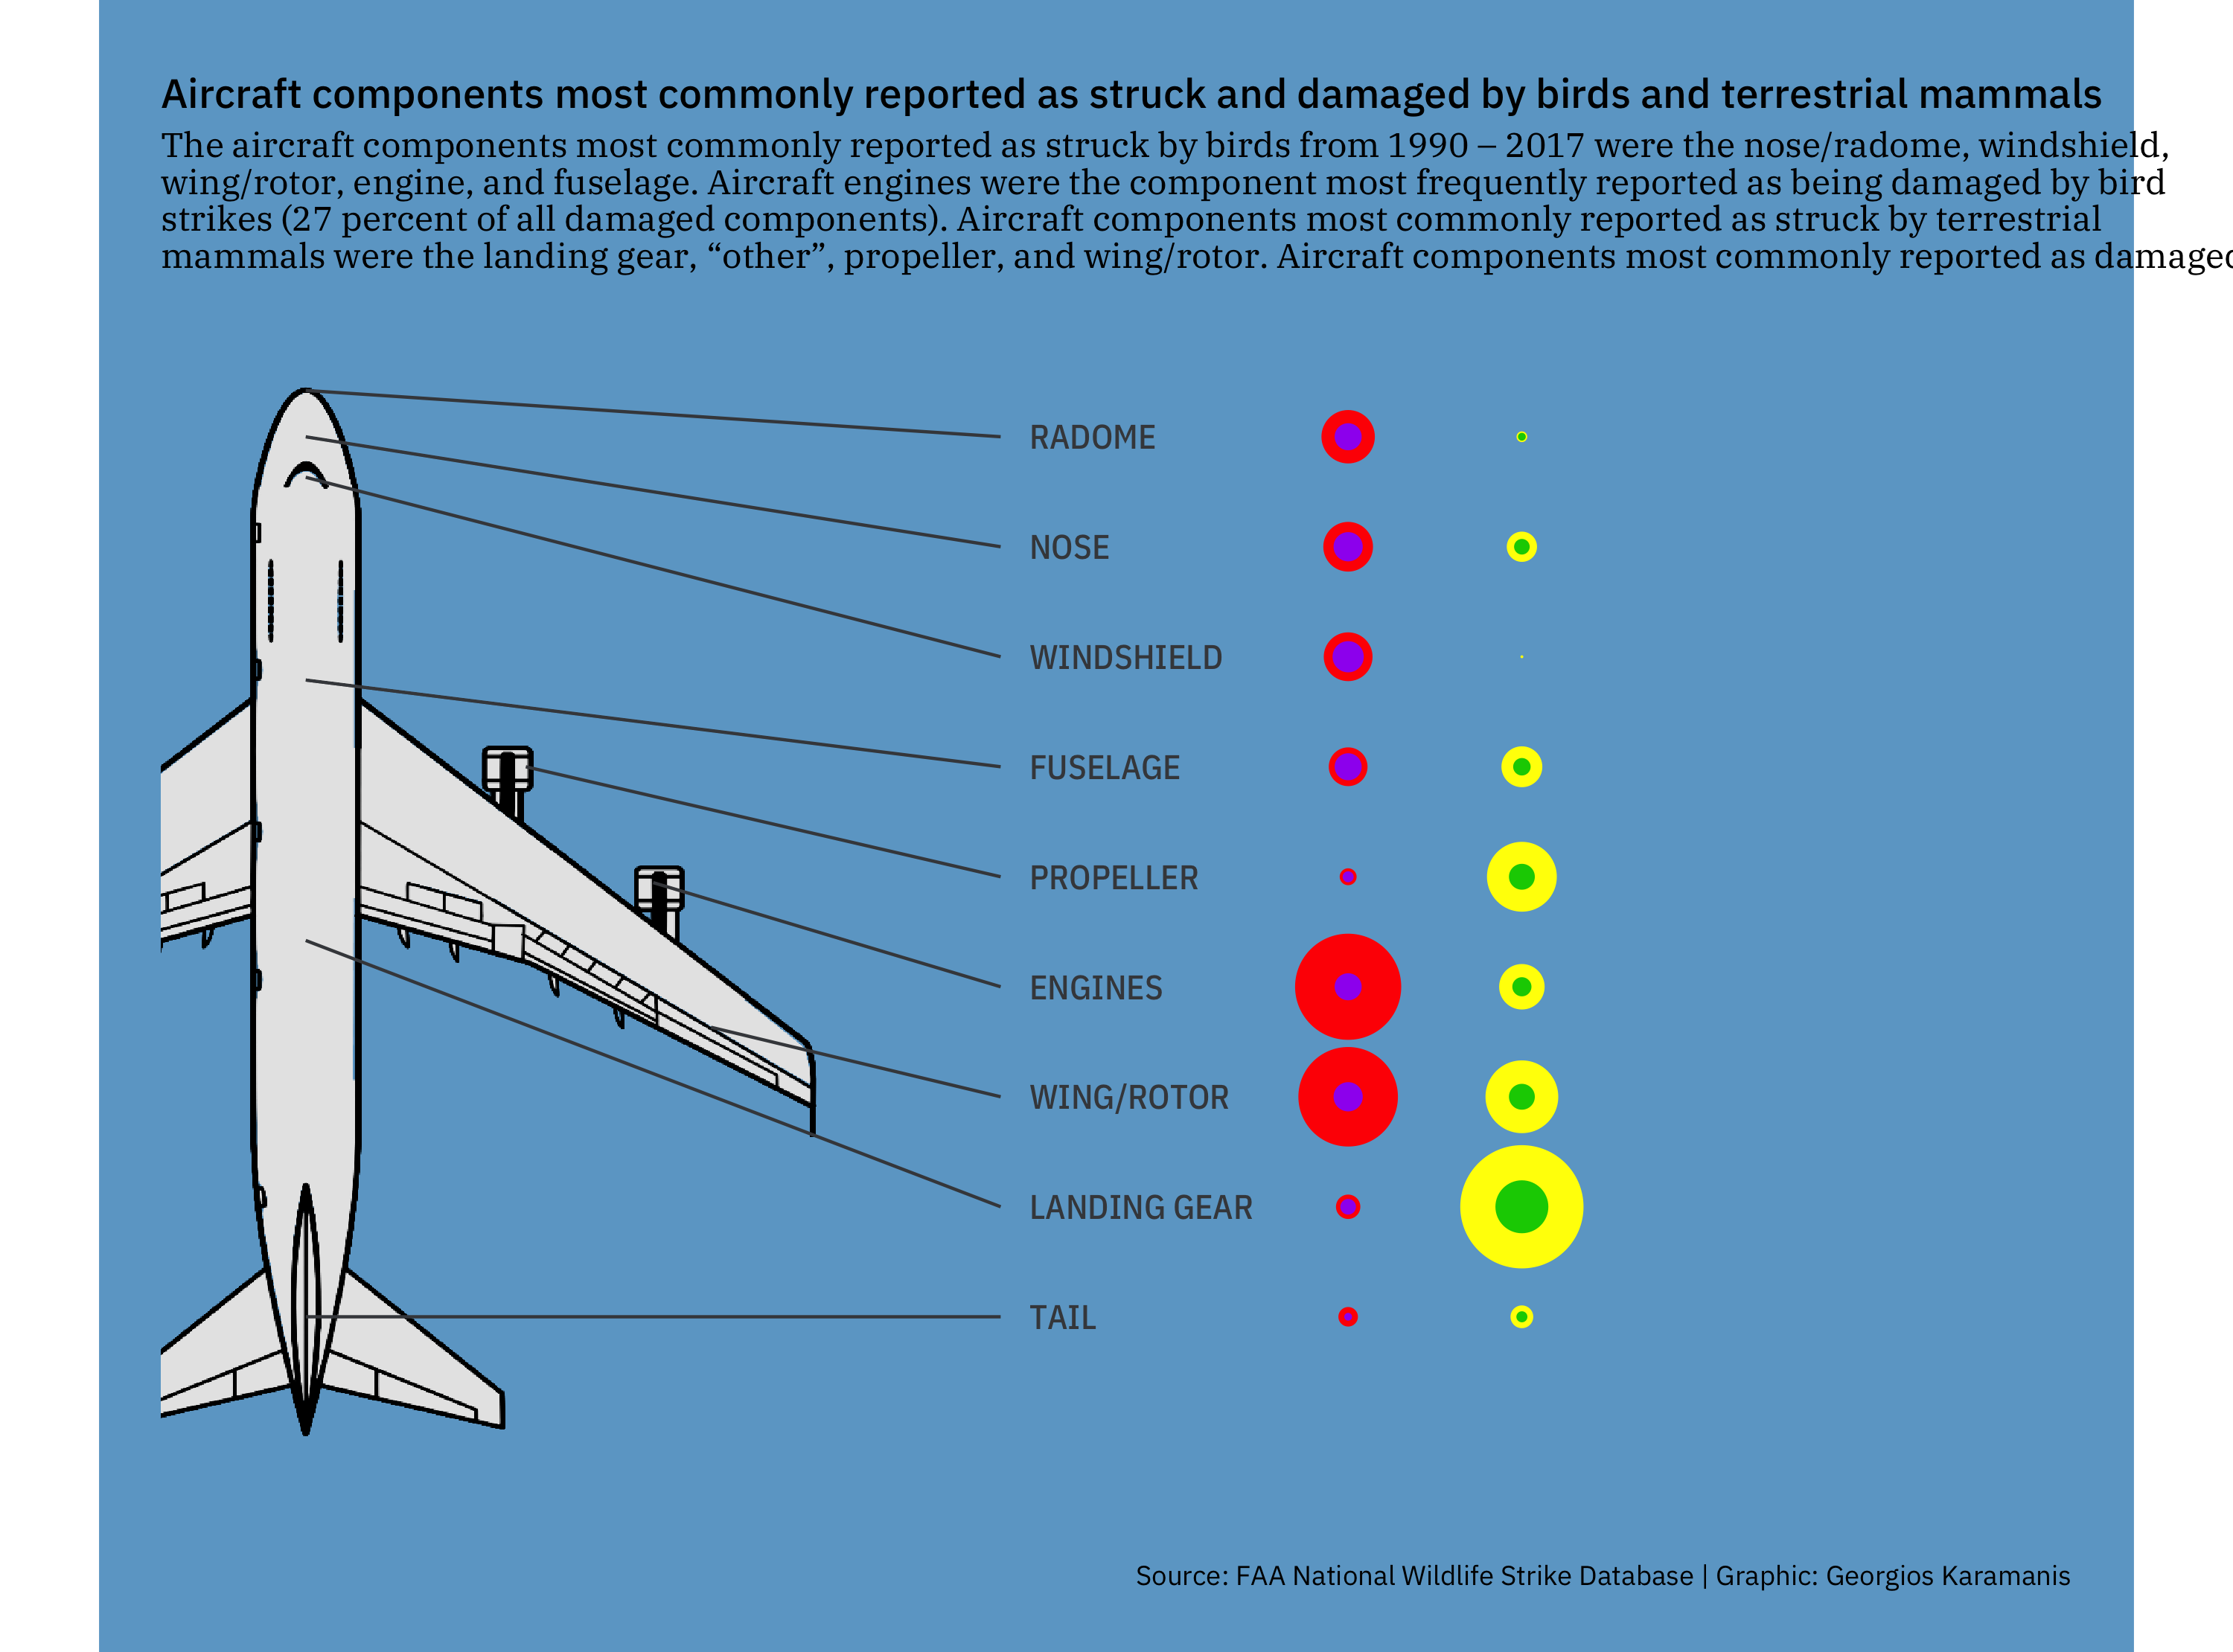 Aircraft components most commonly reported as struck and damaged by birds and terrestrial mammals
The aircraft components most commonly reported as struck by birds from 1990 – 2017 were the nose/radome, windshield,
wing/rotor, engine, and fuselage. Aircraft engines were the component most frequently reported as being damaged by bird
strikes (27 percent of all damaged components). Aircraft components most commonly reported as struck by terrestrial
mammals were the landing gear, “other”, propeller, and wing/rotor. Aircraft components most commonly reported as damaged
RADOME
NOSE
WINDSHIELD
FUSELAGE
PROPELLER
ENGINES
WING/ROTOR
LANDING GEAR
TAIL
Source: FAA National Wildlife Strike Database | Graphic: Georgios Karamanis